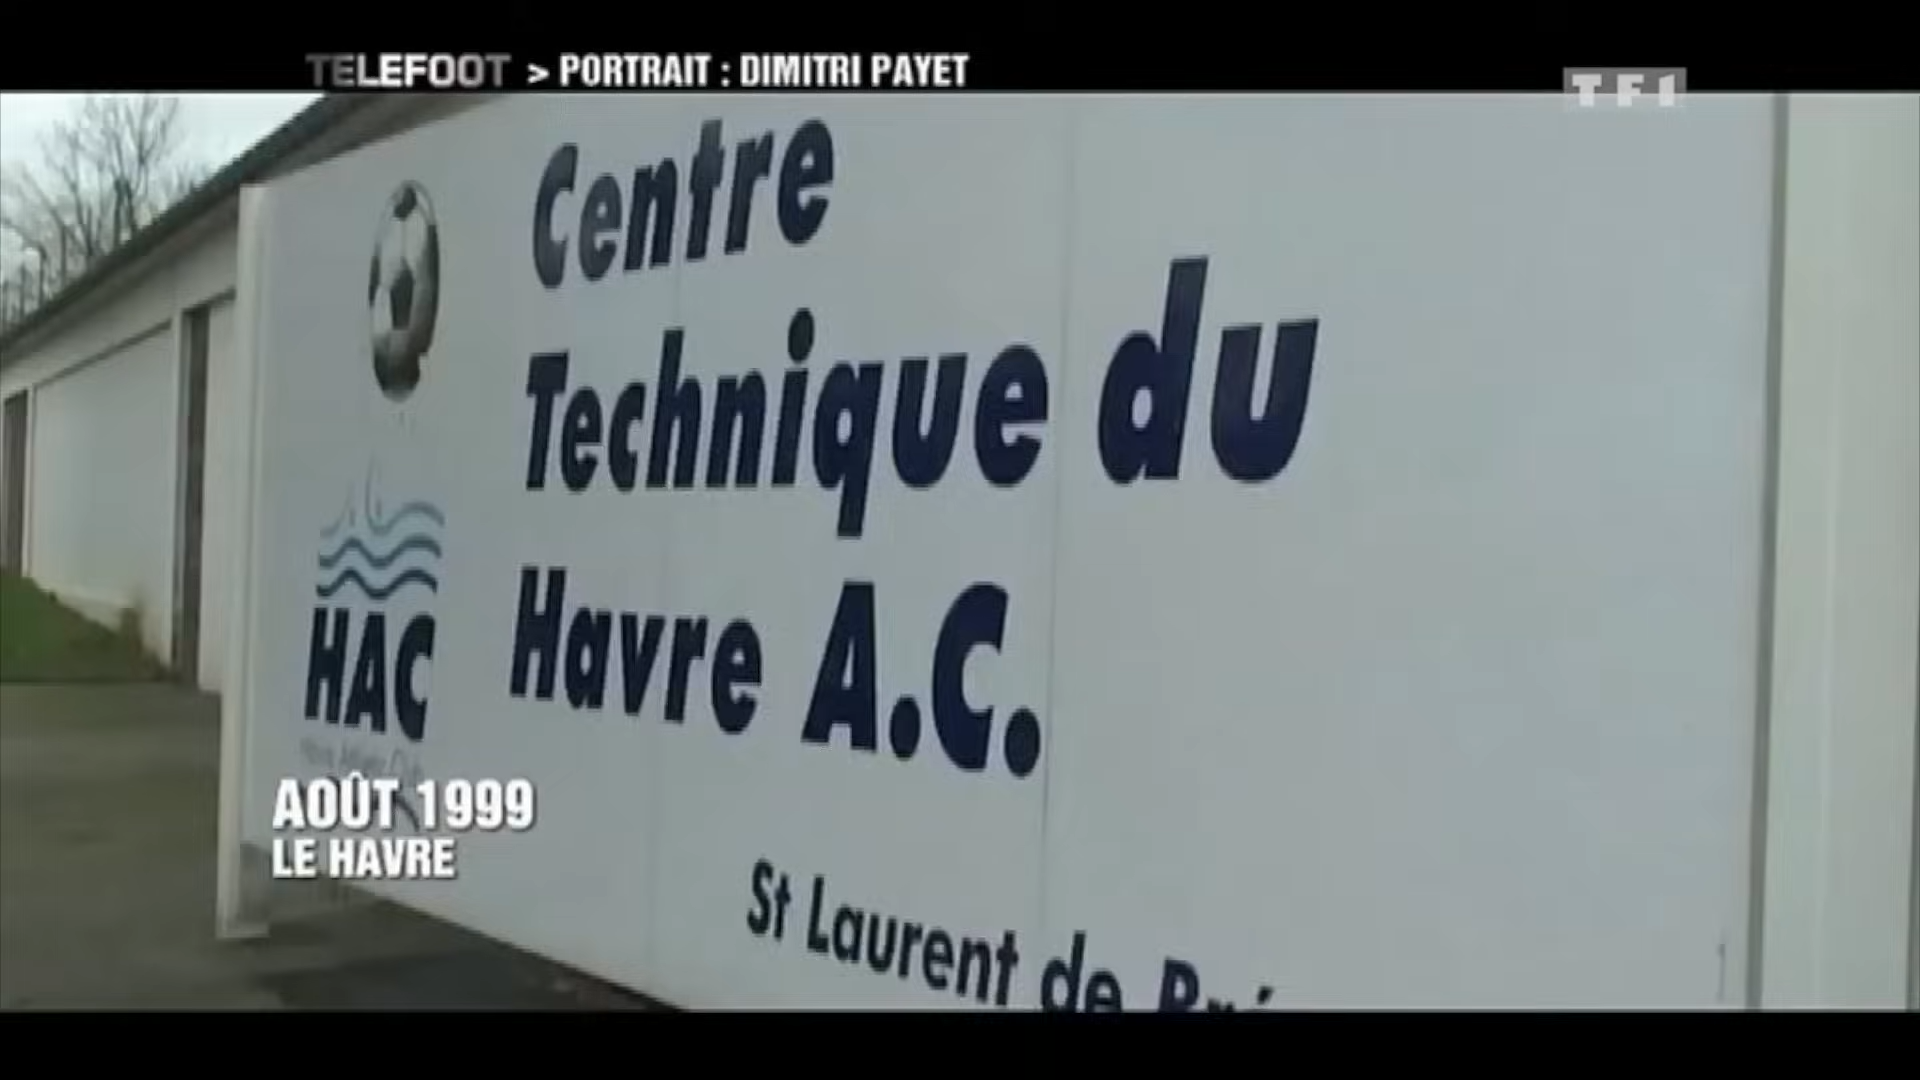 TELEFOOT > PORTRAIT : DIMITRI PAYET
TF1
Centre
Technique du
Havre A.C.
HAC
AOÛT 1999
LE HAVRE
St Laurent de